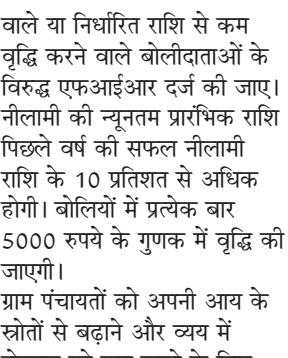 वाले या निर्धारित राशि से कम
वृद्धि करने वाले बोलीदाताओं के
विरुद्ध एफआईआर दर्ज की जाए।
नीलामी की न्यूनतम प्रारंभिक राशि
पिछले वर्ष की सफल नीलामी
राशि के 10 प्रतिशत से अधिक
होगी। बोलियों में प्रत्येक बार
5000 रुपये के गुणक में वृद्धि की
जाएगी।
ग्राम पंचायतों को अपनी आय के
स्रोतों से बढ़ाने और व्यय में